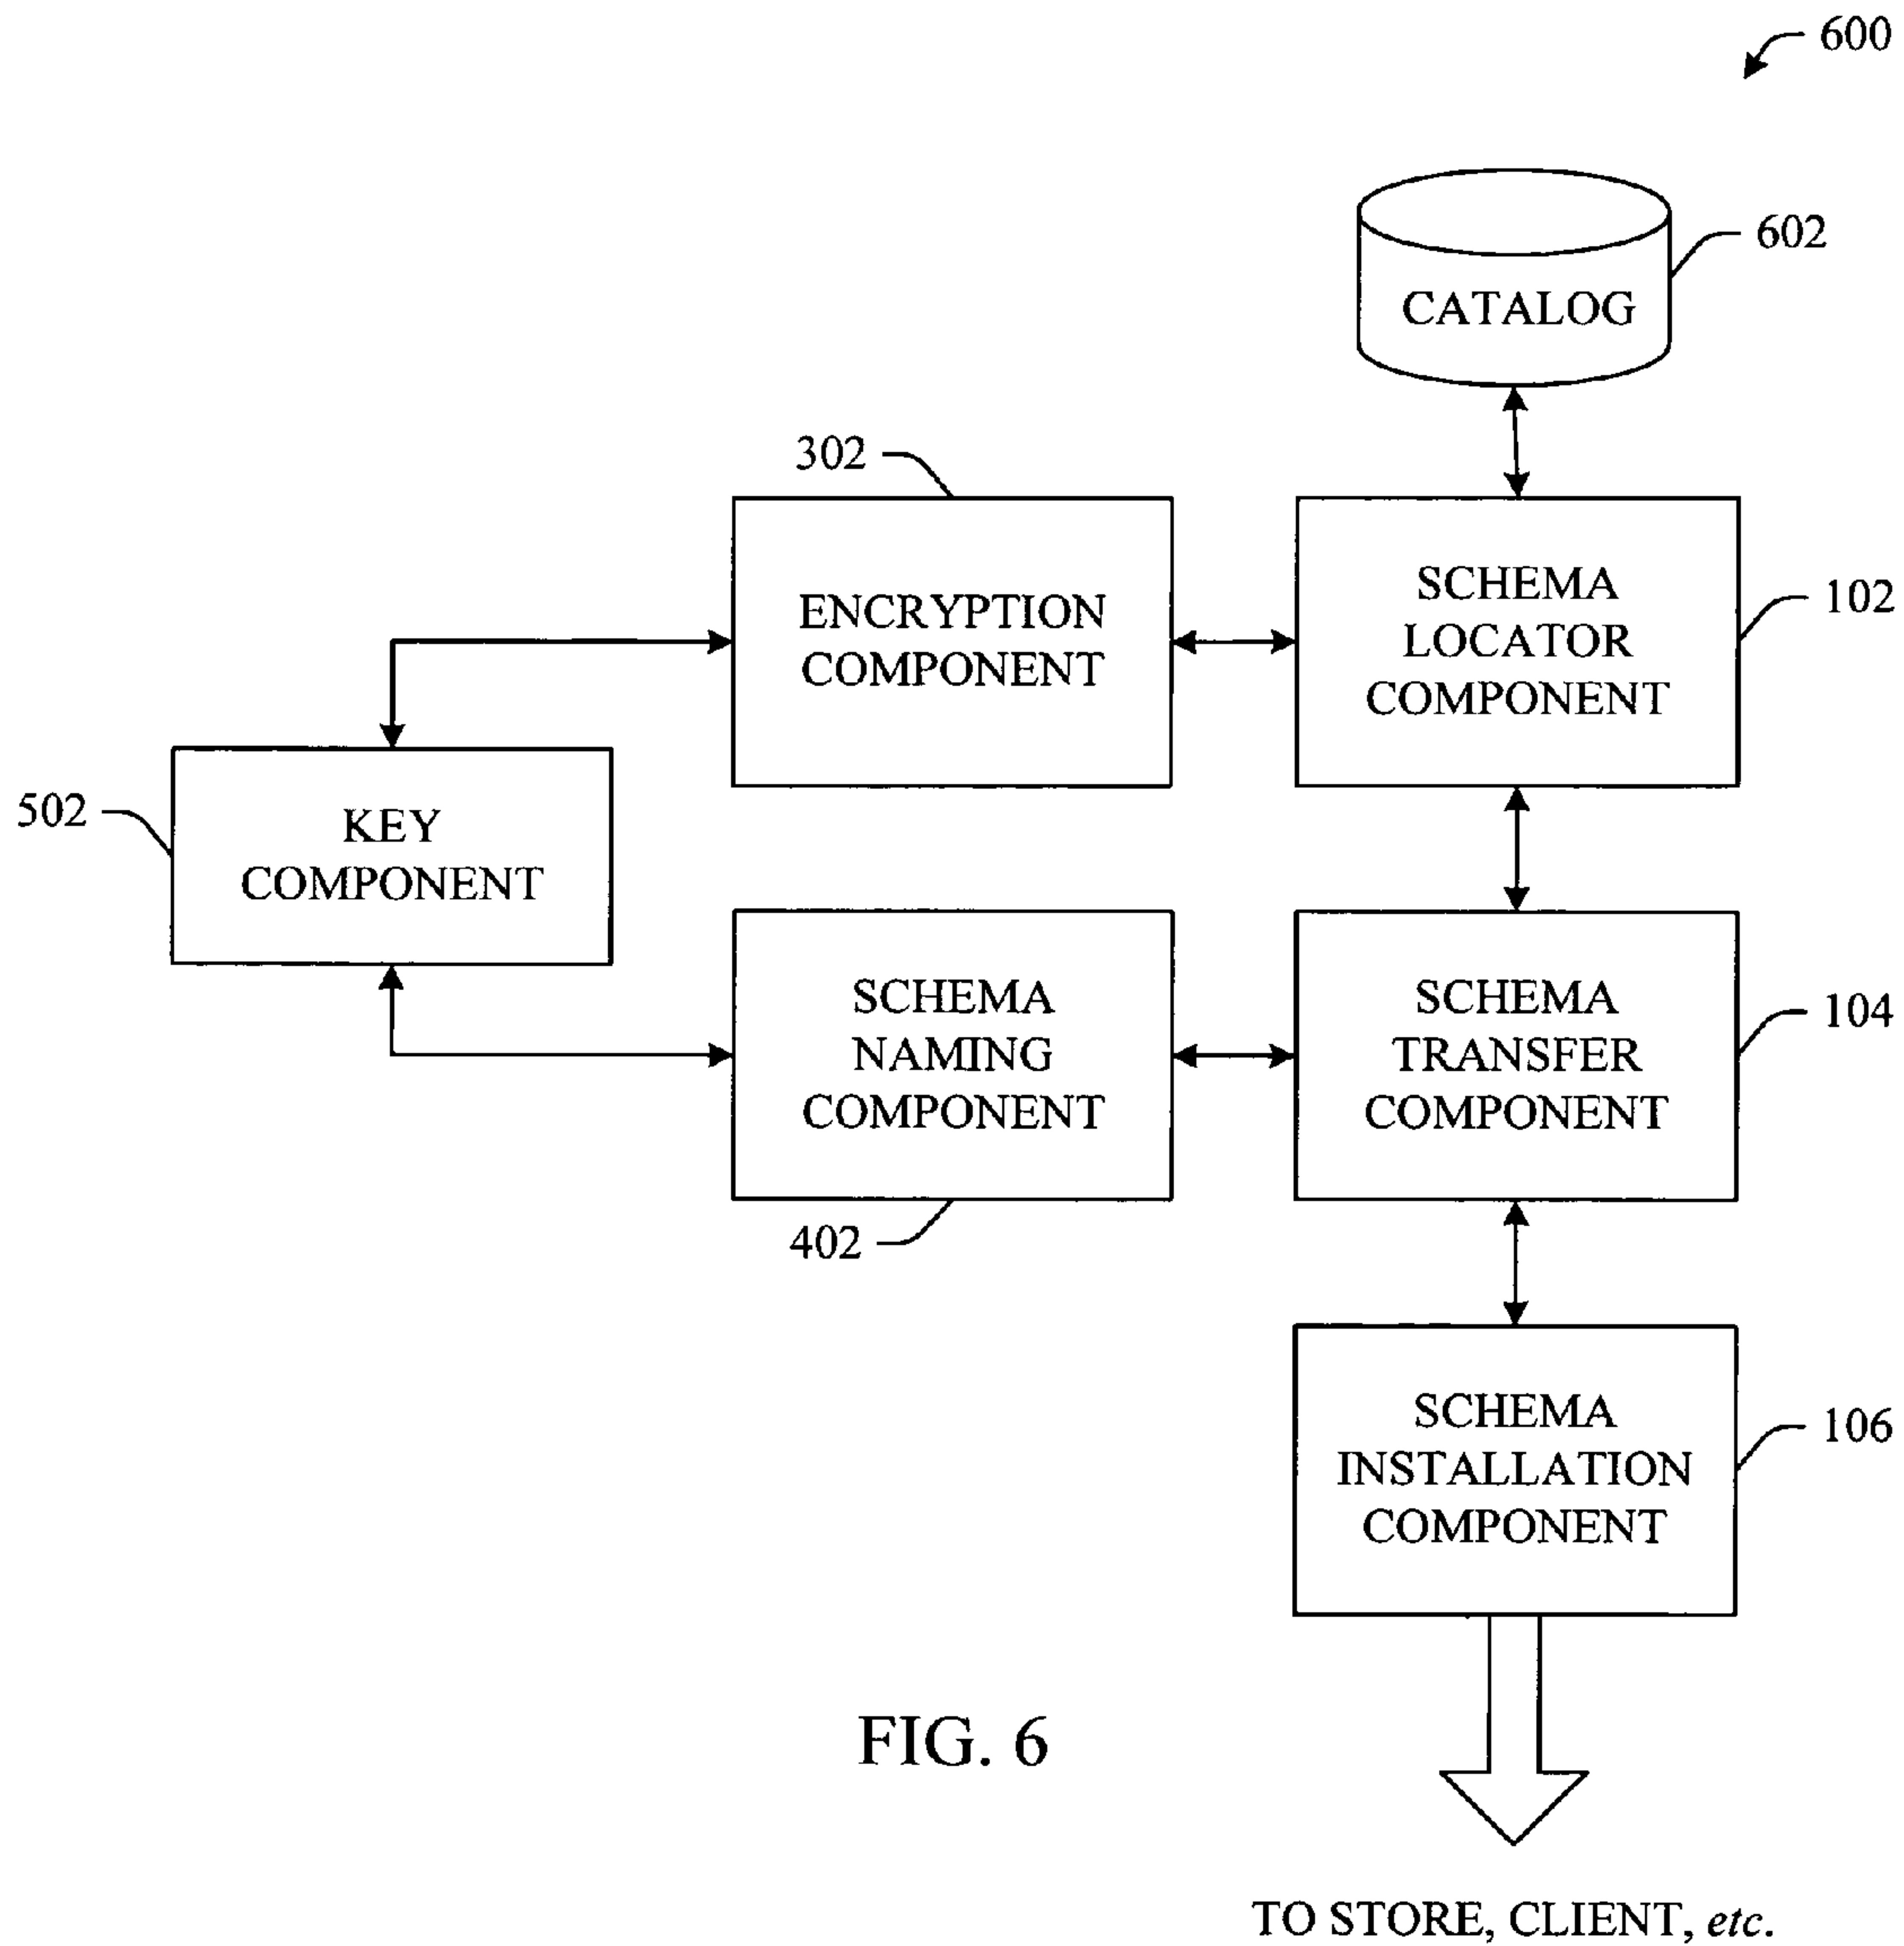 600
CATALOG
602
302
ENCRYPTION
COMPONENT
SCHEMA
LOCATOR
COMPONENT
102
502
KEY
COMPONENT
SCHEMA
NAMING
COMPONENT
402
SCHEMA
TRANSFER
COMPONENT
104
SCHEMA
INSTALLATION
COMPONENT
106
FIG. 6
TO STORE, CLIENT, etc.